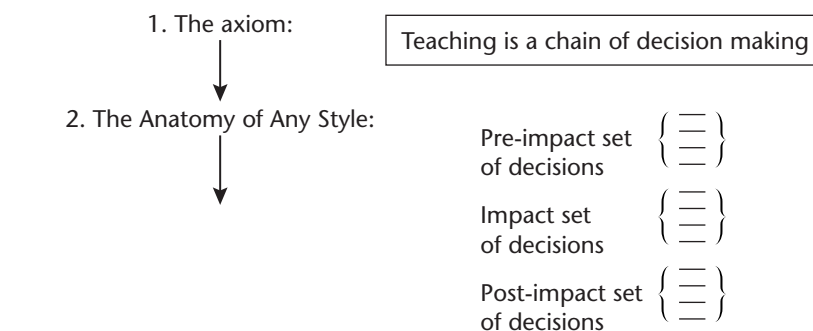 1. The axiom:
Teaching is a chain of decision making
2. The Anatomy of Any Style:
Pre-impact set
of decisions
Impact set
of decisions
Post-impact set
of decisions